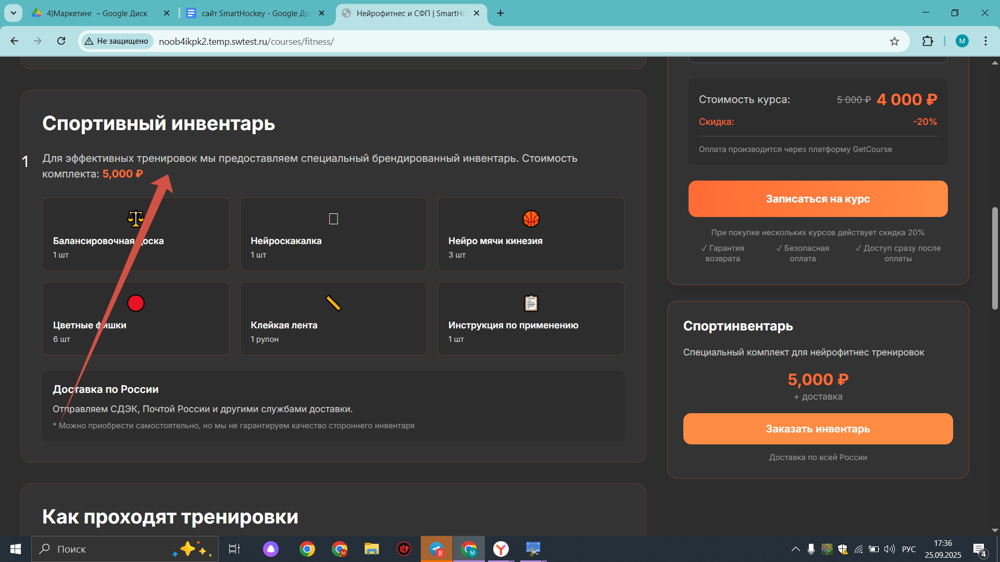 4)Маркетинг – Google Диск
сайт SmartHockey - Google До
Нейрофитнес и СФП | SmartHo
Не защищено
noob4ikpk2.temp.swtest.ru/courses/fitness/
M
Спортивный инвентарь
1
Для эффективных тренировок мы предоставляем специальный брендированный инвентарь. Стоимость
комплекта: 5,000 ₽
Балансировочная доска
1 шт
Нейроскакалка
1 шт
Нейро мячи кинезия
3 шт
Цветные фишки
6 шт
Клейкая лента
1 рулон
Инструкция по применению
1 шт
Доставка по России
Отправляем СДЭК, Почтой России и другими службами доставки.
* Можно приобрести самостоятельно, но мы не гарантируем качество стороннего инвентаря
Как проходят тренировки
Стоимость курса:
5 000 ₽ 4 000 ₽
Скидка:
-20%
Оплата производится через платформу GetCourse
Записаться на курс
При покупке нескольких курсов действует скидка 20%
✓ Гарантия
возврата
✓ Безопасная
оплата
✓ Доступ сразу после
оплаты
Спортинвентарь
Специальный комплект для нейрофитнес тренировок
5,000 ₽
+ доставка
Заказать инвентарь
Доставка по всей России
Поиск
M
8
M
РУС
17:36
25.09.2025
4